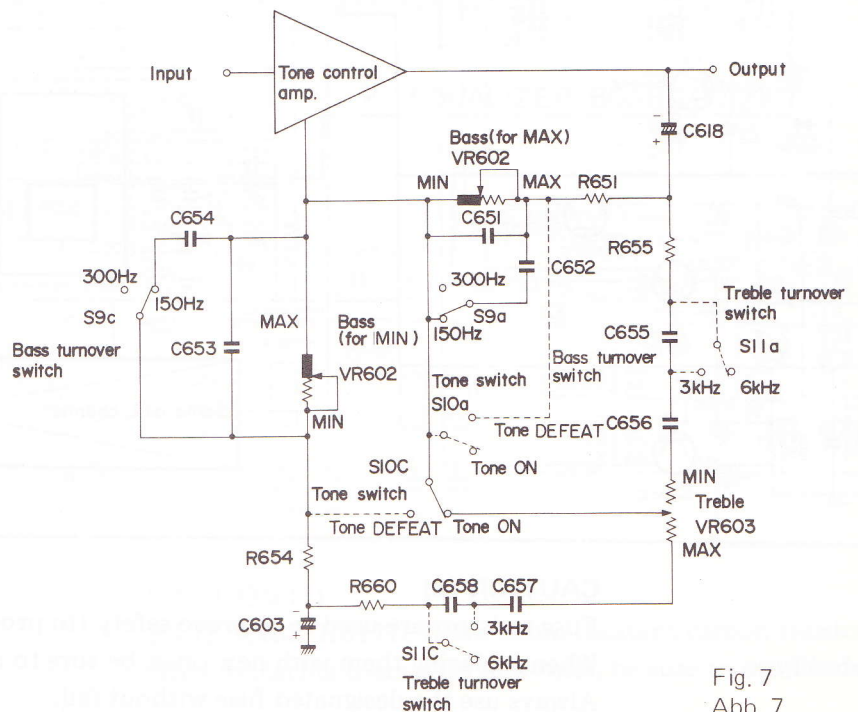 Input
Tone control
amp.
Output
C618
Bass (for MAX)
VR602
MIN
MAX
R651
C654
C651
C652
R655
300Hz
150Hz
S9c
Bass turnover
switch
C653
MAX
Bass
(for MIN)
VR602
MIN
300Hz
S9a
150Hz
Bass turnover
switch
Treble turnover
switch
C655
S11a
3kHz
6kHz
C656
Tone switch
S10a
Tone DEFEAT
Tone ON
S10C
Tone switch
Tone DEFEAT
Tone ON
MIN
Treble
VR603
MAX
R654
R660
C658
C657
C603
3kHz
S11C
6kHz
Treble turnover
switch
Fig. 7
Abb. 7